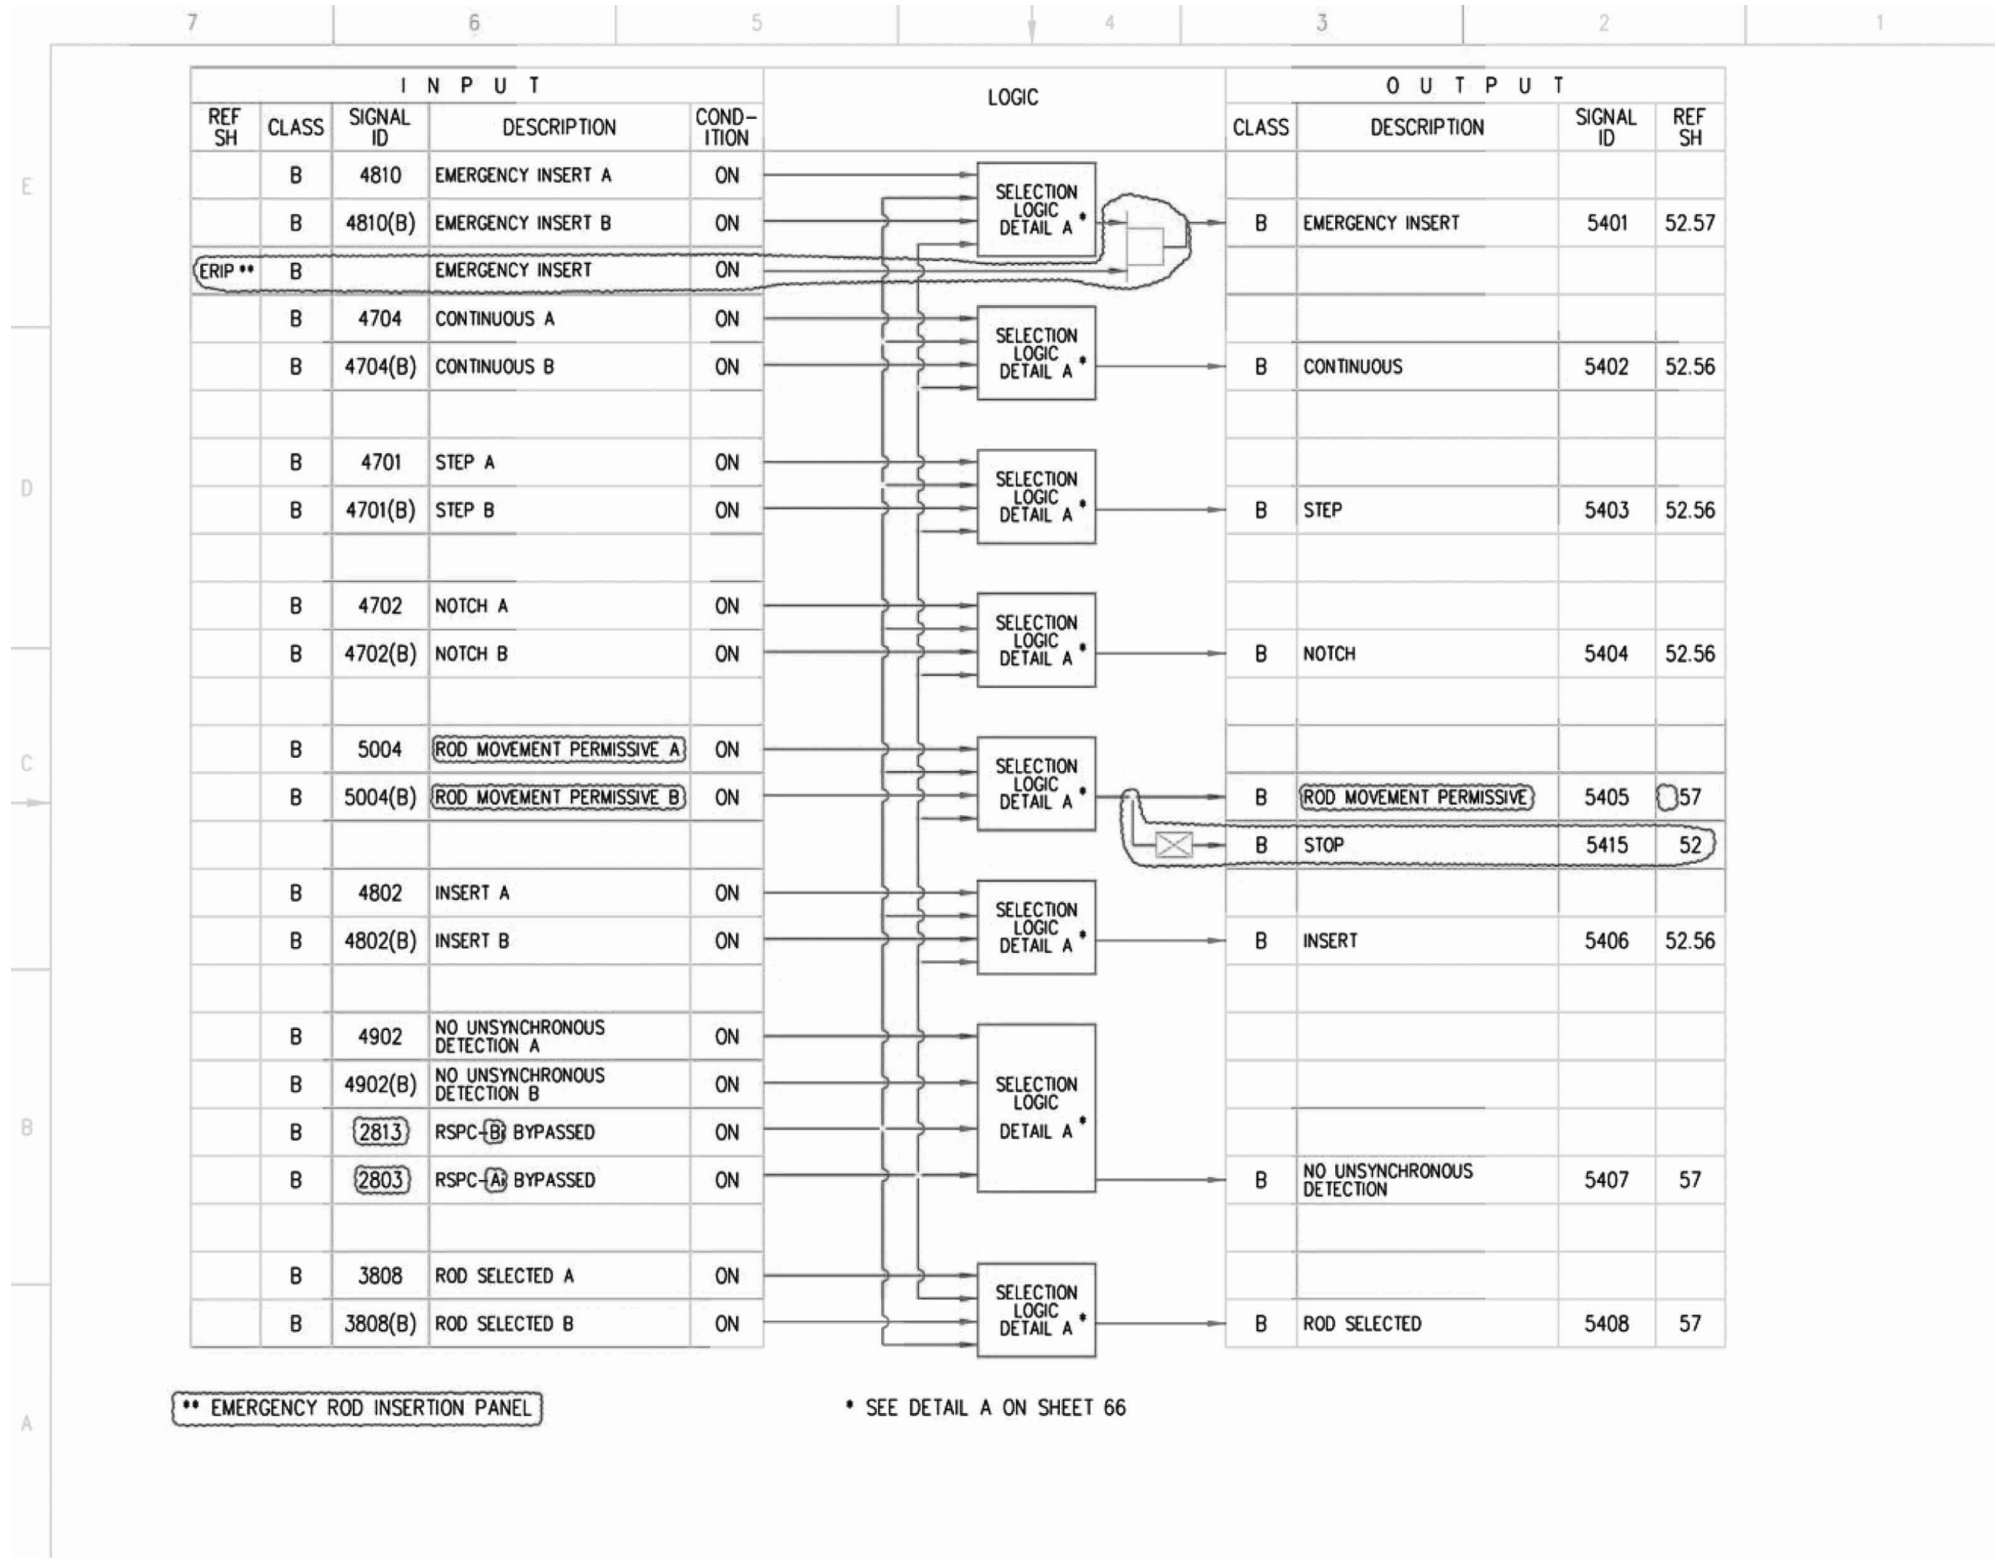 7 6 5 4 3 2 1
I N P U T
LOGIC
O U T P U T
REF SH CLASS SIGNAL ID DESCRIPTION COND-ITION CLASS DESCRIPTION SIGNAL ID REF SH
E
B 4810 EMERGENCY INSERT A ON
SELECTION
LOGIC
DETAIL A *
B 4810(B) EMERGENCY INSERT B ON
B EMERGENCY INSERT 5401 52.57
ERIP ** B EMERGENCY INSERT ON
B 4704 CONTINUOUS A ON
SELECTION
LOGIC
DETAIL A *
B 4704(B) CONTINUOUS B ON
B CONTINUOUS 5402 52.56
D
B 4701 STEP A ON
SELECTION
LOGIC
DETAIL A *
B 4701(B) STEP B ON
B STEP 5403 52.56
B 4702 NOTCH A ON
SELECTION
LOGIC
DETAIL A *
B 4702(B) NOTCH B ON
B NOTCH 5404 52.56
C
B 5004 ROD MOVEMENT PERMISSIVE A ON
SELECTION
LOGIC
DETAIL A *
B 5004(B) ROD MOVEMENT PERMISSIVE B ON
B ROD MOVEMENT PERMISSIVE 5405 57
B STOP 5415 52
B 4802 INSERT A ON
SELECTION
LOGIC
DETAIL A *
B 4802(B) INSERT B ON
B INSERT 5406 52.56
B 4902 NO UNSYNCHRONOUS
DETECTION A ON
B 4902(B) NO UNSYNCHRONOUS
DETECTION B ON
SELECTION
LOGIC
DETAIL A *
B
B 2813 RSPC-B BYPASSED ON
B 2803 RSPC-A BYPASSED ON
B NO UNSYNCHRONOUS
DETECTION 5407 57
B 3808 ROD SELECTED A ON
SELECTION
LOGIC
DETAIL A *
B 3808(B) ROD SELECTED B ON
B ROD SELECTED 5408 57
A
** EMERGENCY ROD INSERTION PANEL
* SEE DETAIL A ON SHEET 66